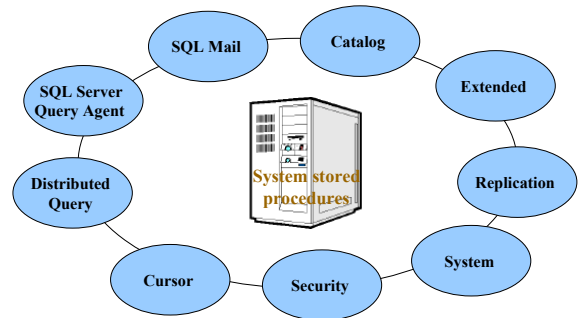 SQL Mail
Catalog
SQL Server
Query Agent
Extended
Distributed
Query
System stored
procedures
Replication
Cursor
Security
System